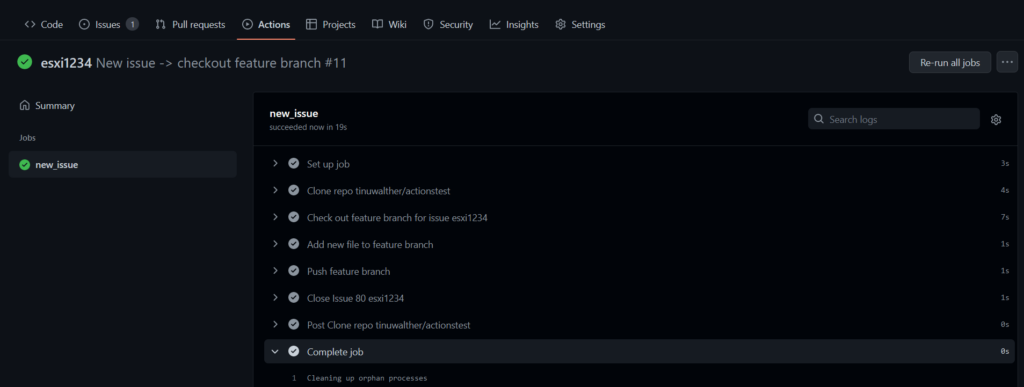 Code Issues 1 Pull requests Actions Projects Wiki Security Insights Settings
esxi1234 New issue -> checkout feature branch #11 Re-run all jobs ...
Summary
Jobs
new_issue
new_issue
succeeded now in 19s
Search logs
Set up job 3s
Clone repo tinuwalther/actionstest 4s
Check out feature branch for issue esxi1234 7s
Add new file to feature branch 1s
Push feature branch 1s
Close Issue 80 esxi1234 1s
Post Clone repo tinuwalther/actionstest 0s
Complete job 0s
1 Cleaning up orphan processes